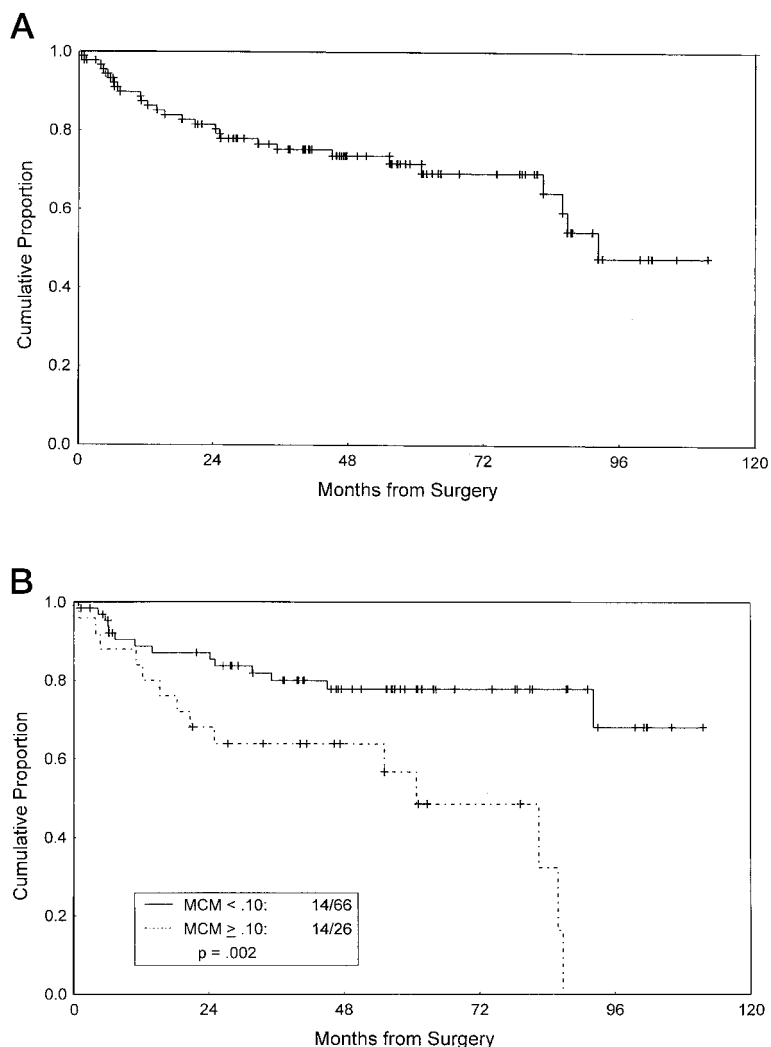 A
1.0
0.8
0.6
0.4
0.2
0.0
Cumulative Proportion
0 24 48 72 96 120
Months from Surgery
B
1.0
0.8
0.6
0.4
0.2
0.0
Cumulative Proportion
MCM < .10: 14/66
MCM ≥ .10: 14/26
p = .002
0 24 48 72 96 120
Months from Surgery